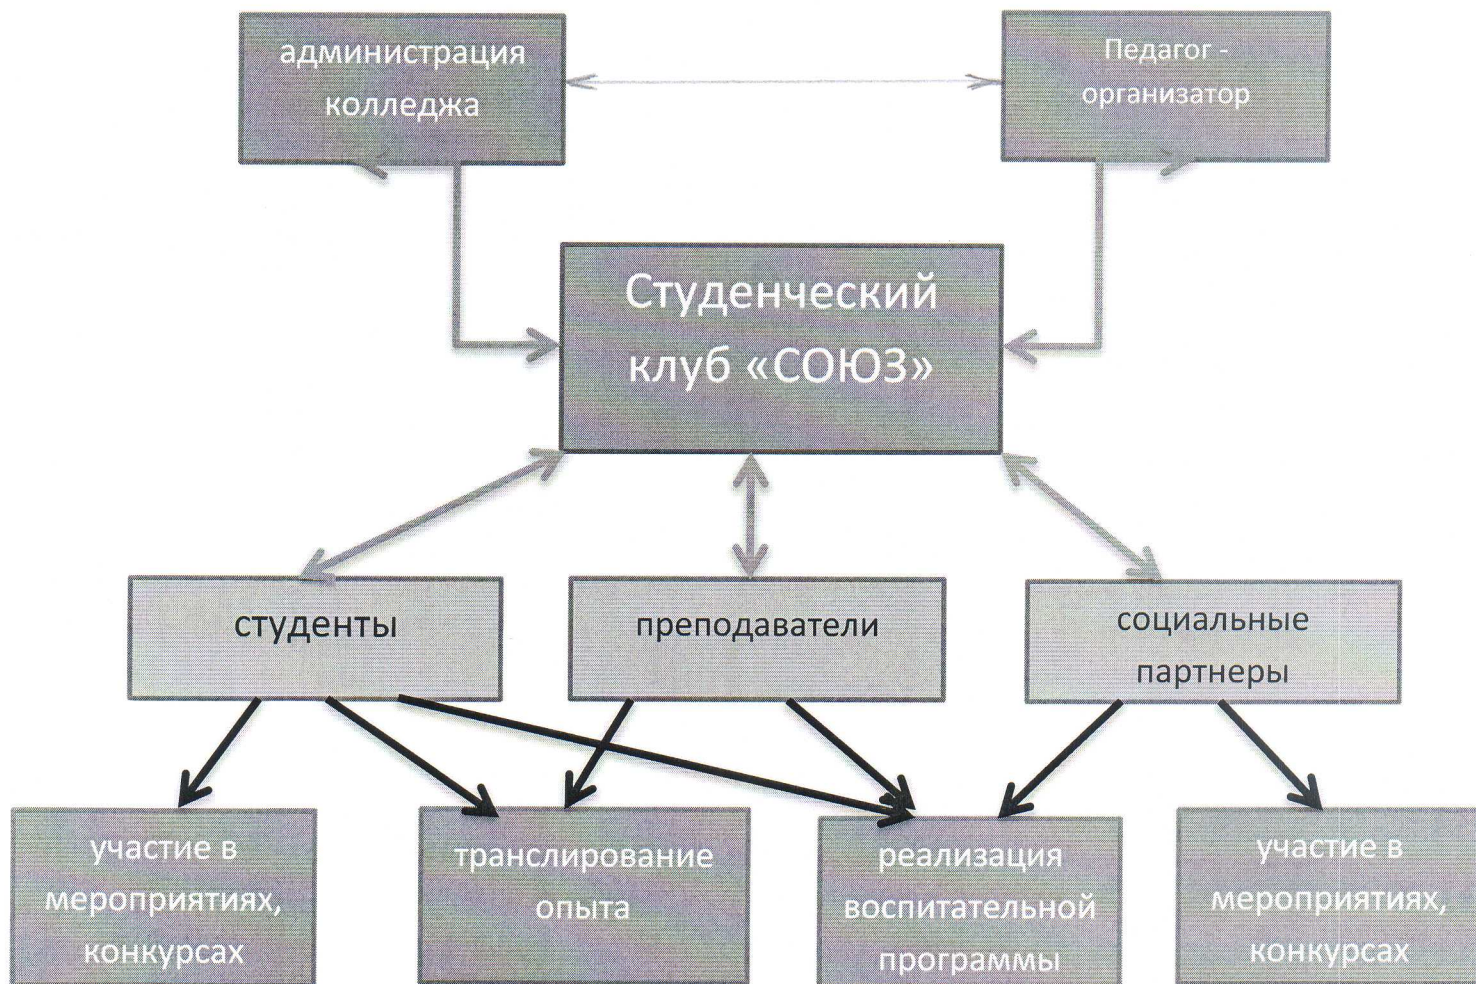 администрация
колледжа
Педагог -
организатор
Студенческий
клуб «СОЮЗ»
студенты
преподаватели
социальные
партнеры
участие в
мероприятиях,
конкурсах
транслирование
опыта
реализация
воспитательной
программы
участие в
мероприятиях,
конкурсах